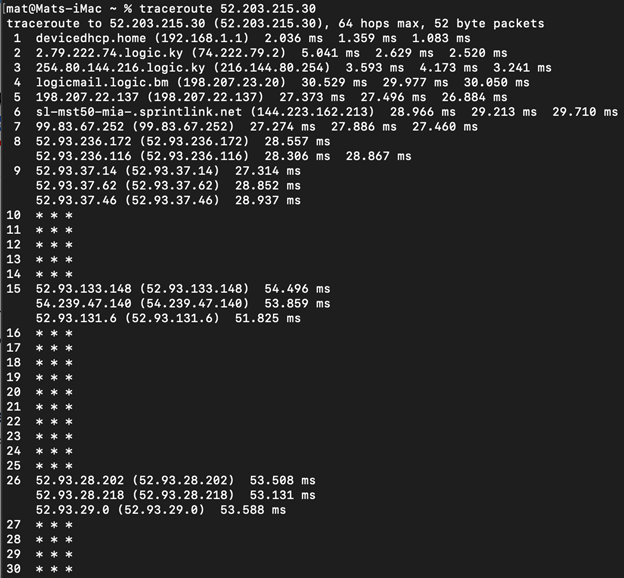 [mat@Mats-iMac ~ % traceroute 52.203.215.30
traceroute to 52.203.215.30 (52.203.215.30), 64 hops max, 52 byte packets
1 devicedhcp.home (192.168.1.1) 2.036 ms 1.359 ms 1.083 ms
2 2.79.222.74.logic.ky (74.222.79.2) 5.041 ms 2.629 ms 2.520 ms
3 254.80.144.216.logic.ky (216.144.80.254) 3.593 ms 4.173 ms 3.241 ms
4 logicmail.logic.bm (198.207.23.20) 30.529 ms 29.977 ms 30.050 ms
5 198.207.22.137 (198.207.22.137) 27.373 ms 27.496 ms 26.884 ms
6 sl-mst50-mia-.sprintlink.net (144.223.162.213) 28.966 ms 29.213 ms 29.710 ms
7 99.83.67.252 (99.83.67.252) 27.274 ms 27.886 ms 27.460 ms
8 52.93.236.172 (52.93.236.172) 28.557 ms
52.93.236.116 (52.93.236.116) 28.306 ms 28.867 ms
9 52.93.37.14 (52.93.37.14) 27.314 ms
52.93.37.62 (52.93.37.62) 28.852 ms
52.93.37.46 (52.93.37.46) 28.937 ms
10 * * *
11 * * *
12 * * *
13 * * *
14 * * *
15 52.93.133.148 (52.93.133.148) 54.496 ms
54.239.47.140 (54.239.47.140) 53.859 ms
52.93.131.6 (52.93.131.6) 51.825 ms
16 * * *
17 * * *
18 * * *
19 * * *
20 * * *
21 * * *
22 * * *
23 * * *
24 * * *
25 * * *
26 52.93.28.202 (52.93.28.202) 53.508 ms
52.93.28.218 (52.93.28.218) 53.131 ms
52.93.29.0 (52.93.29.0) 53.588 ms
27 * * *
28 * * *
29 * * *
30 * * *